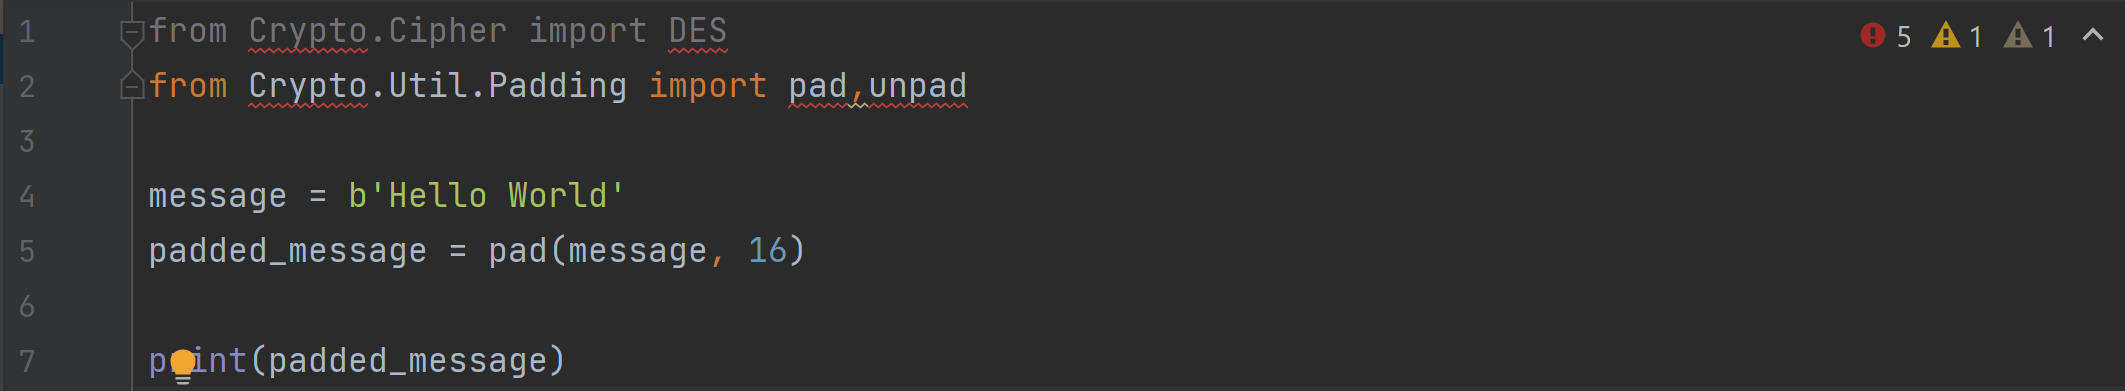 1 from Crypto.Cipher import DES 5 1 1
2 from Crypto.Util.Padding import pad,unpad
3
4 message = b'Hello World'
5 padded_message = pad(message, 16)
6
7 print(padded_message)